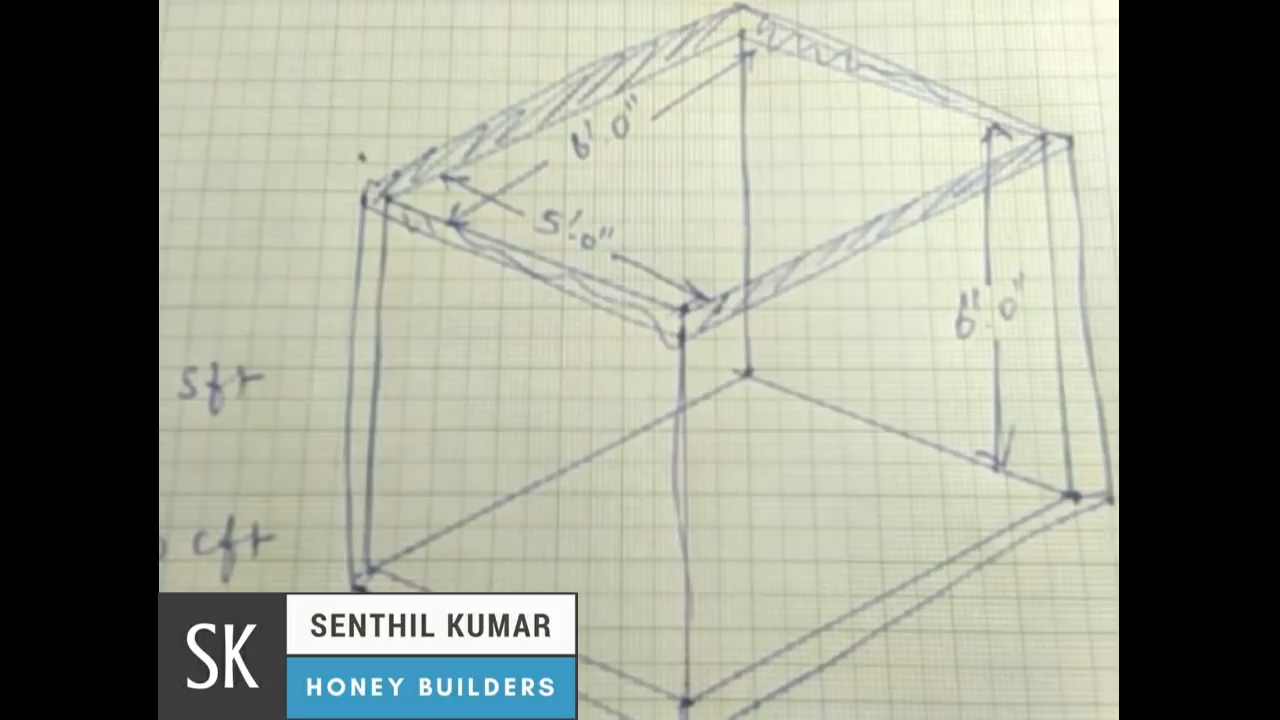 6'.0"
5'-0"
6'.0"
sft
cft
SK
SENTHIL KUMAR
HONEY BUILDERS